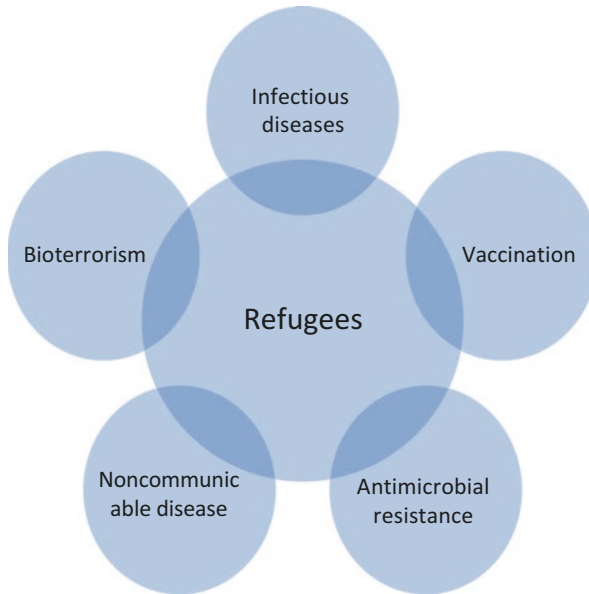 Infectious
diseases
Bioterrorism
Vaccination
Refugees
Noncommunic
able disease
Antimicrobial
resistance